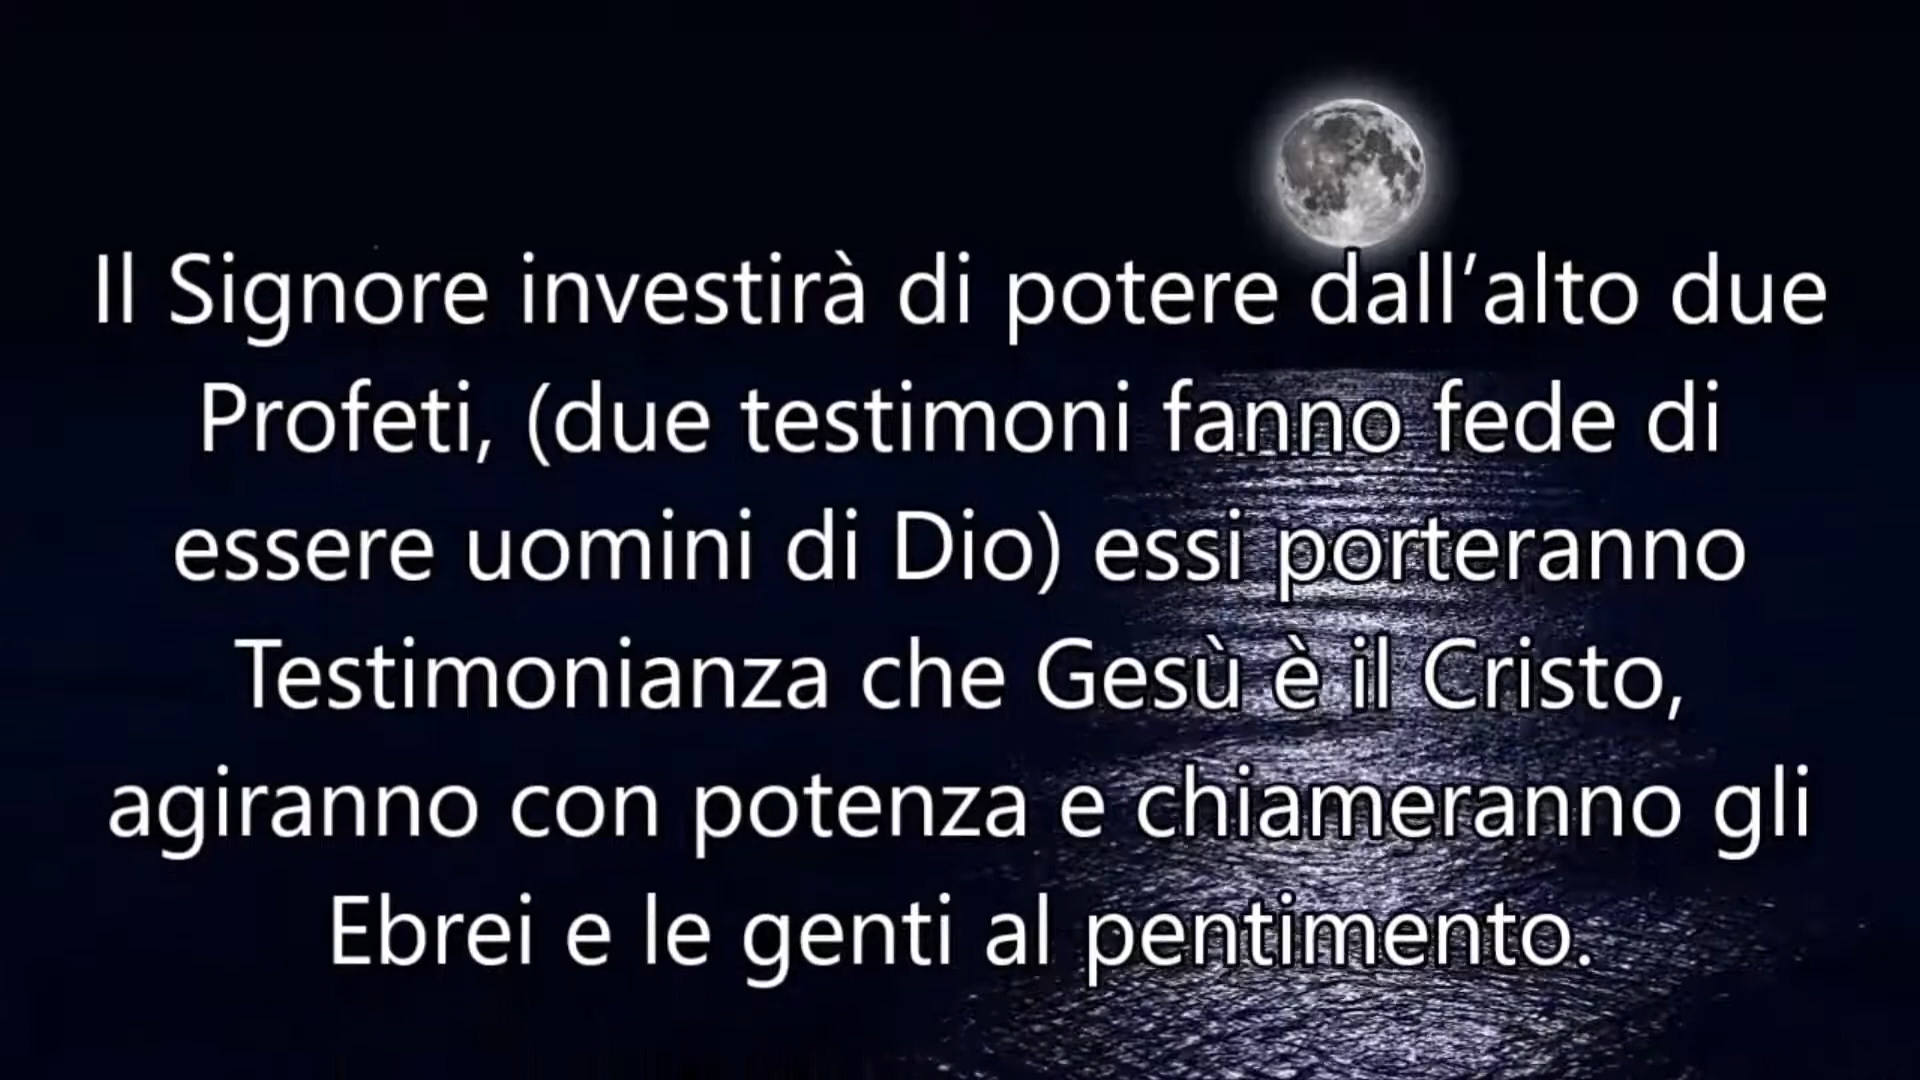 Il Signore investirà di potere dall’alto due
Profeti, (due testimoni fanno fede di
essere uomini di Dio) essi porteranno
Testimonianza che Gesù è il Cristo,
agiranno con potenza e chiameranno gli
Ebrei e le genti al pentimento.